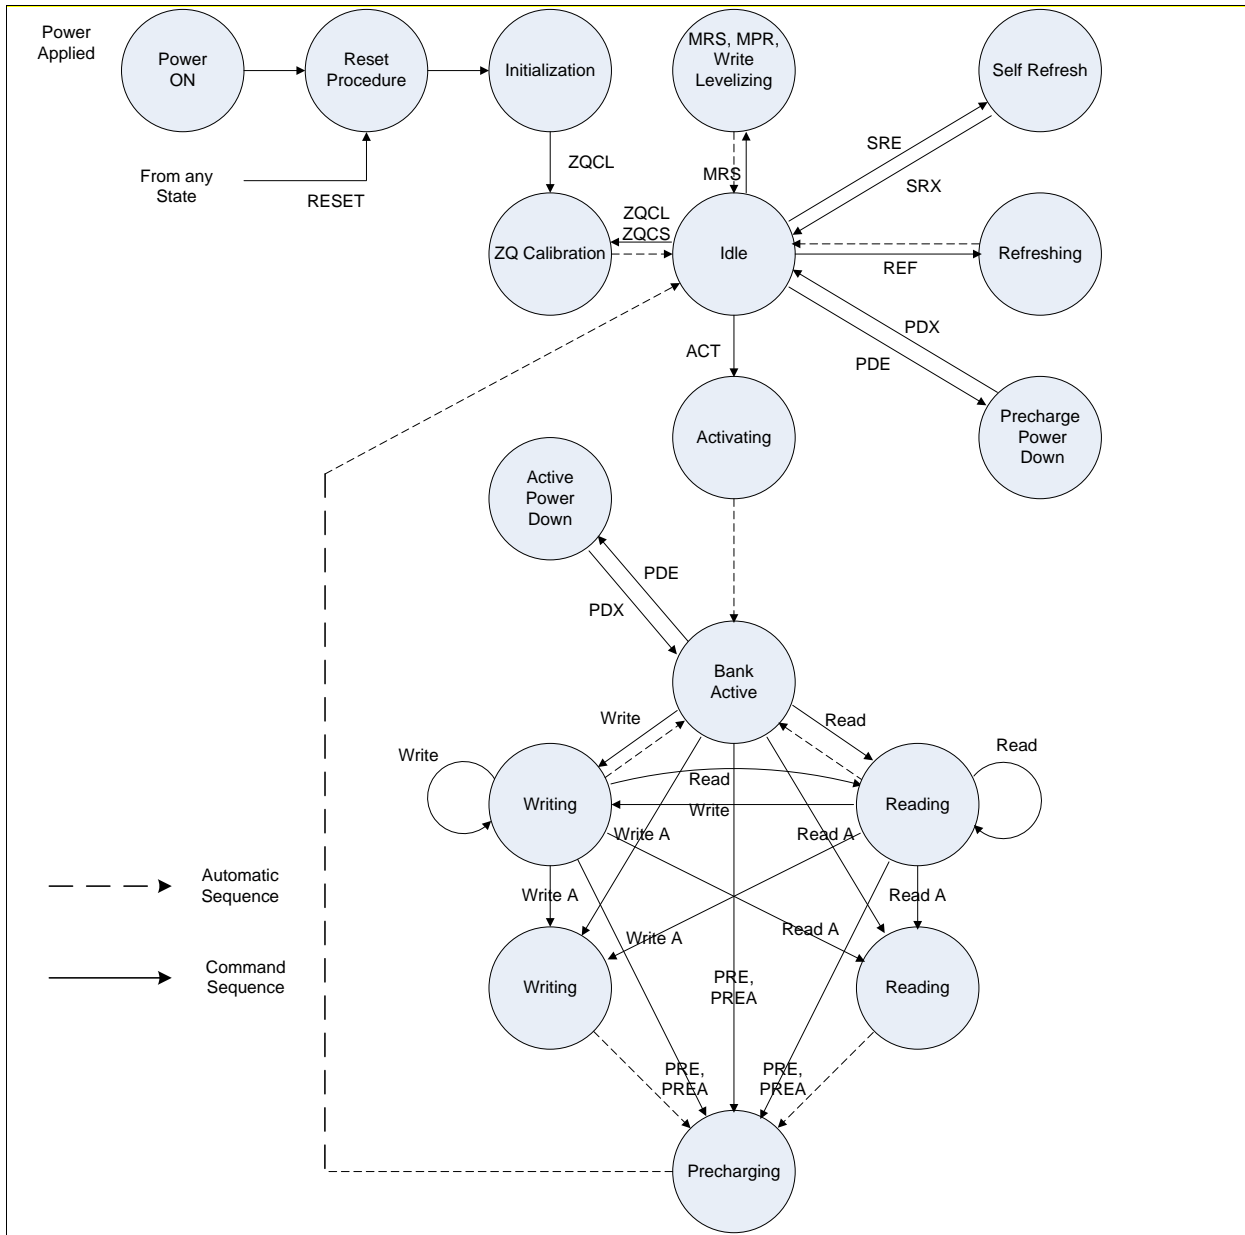 Power
Applied
Power
ON
Reset
Procedure
Initialization
MRS, MPR,
Write
Levelizing
Self Refresh
From any
State
RESET
ZQCL
MRS
SRE
SRX
ZQCL
ZQCS
ZQ Calibration
Idle
REF
Refreshing
ACT
PDX
PDE
Activating
Precharge
Power
Down
Active
Power
Down
PDE
PDX
Bank
Active
Write
Read
Write
Read
Writing
Read
Write
Reading
Write A
Read A
Automatic
Sequence
Write A
Read A
Write A
Read A
Command
Sequence
Writing
PRE,
PREA
Reading
PRE,
PREA
PRE,
PREA
Precharging